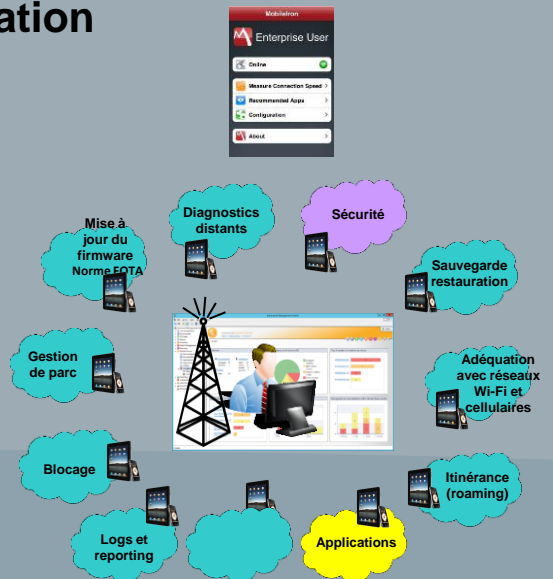 ation
MobileIron
Enterprise User
Online
Measure Connection Speed
Recommended Apps
Configuration
About
Diagnostics
distants
Sécurité
Mise à
jour du
firmware
Norme FOTA
Sauvegarde
restauration
Gestion
de parc
Adéquation
avec réseaux
Wi-Fi et
cellulaires
Blocage
Itinérance
(roaming)
Logs et
reporting
Applications